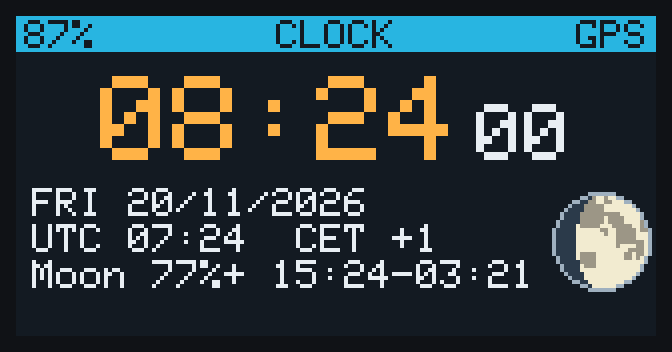 87% CLOCK GPS
08:24 00
FRI 20/11/2026
UTC 07:24 CET +1
Moon 77%+ 15:24-03:21